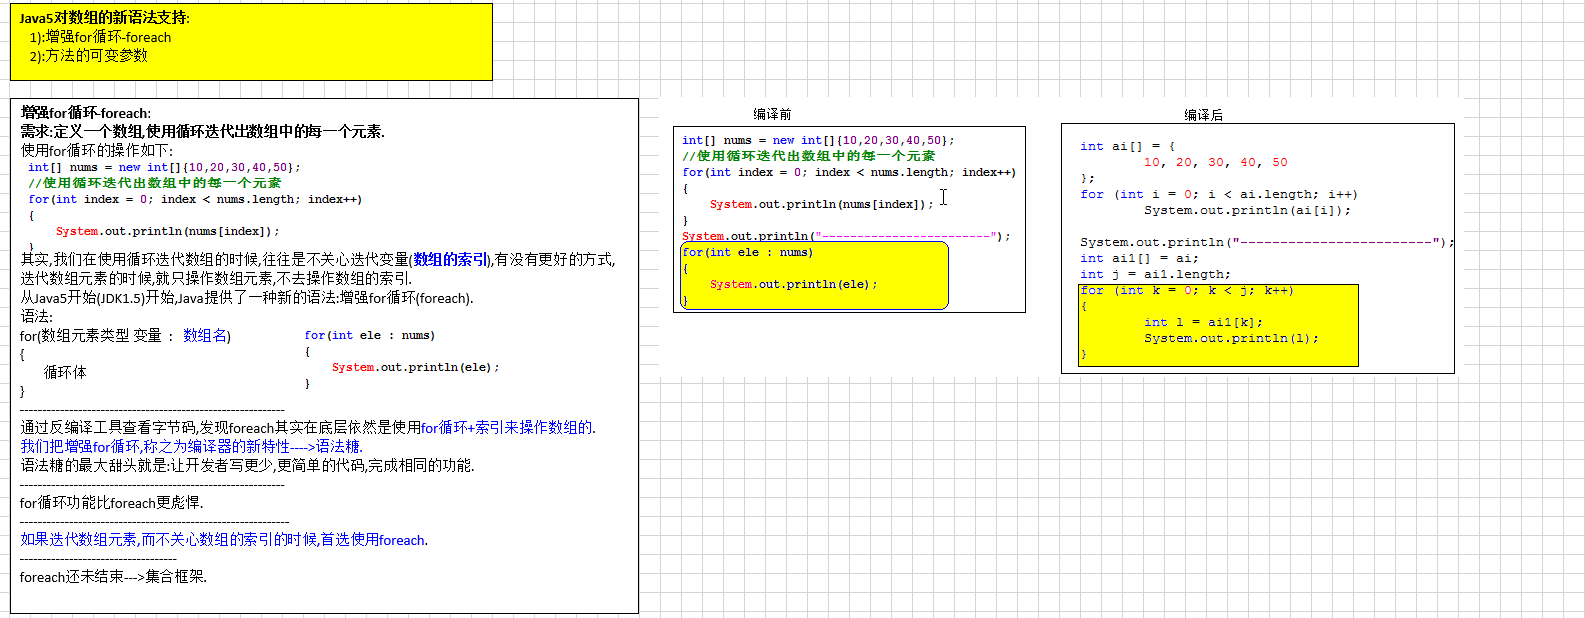 Java5对数组的新语法支持:
1):增强for循环-foreach
2):方法的可变参数
增强for循环-foreach:
需求:定义一个数组,使用循环迭代出数组中的每一个元素.
使用for循环的操作如下:
int[] nums = new int[]{10,20,30,40,50};
//使用循环迭代出数组中的每一个元素
for(int index = 0; index < nums.length; index++)
{
System.out.println(nums[index]);
}
其实,我们在使用循环迭代数组的时候,往往是不关心迭代变量(数组的索引),有没有更好的方式,
迭代数组元素的时候,就只操作数组元素,不去操作数组的索引.
从Java5开始(JDK1.5)开始,Java提供了一种新的语法:增强for循环(foreach).
语法:
for(数组元素类型 变量 : 数组名)
{
循环体
}
for(int ele : nums)
{
System.out.println(ele);
}
-----------------------------------------------------------
通过反编译工具查看字节码,发现foreach其实在底层依然是使用for循环+索引来操作数组的.
我们把增强for循环,称之为编译器的新特性---->语法糖.
语法糖的最大甜头就是:让开发者写更少,更简单的代码,完成相同的功能.
-----------------------------------------------------------
for循环功能比foreach更彪悍.
------------------------------------------------------------
如果迭代数组元素,而不关心数组的索引的时候,首选使用foreach.
-----------------------------------
foreach还未结束--->集合框架.
编译前
int[] nums = new int[]{10,20,30,40,50};
//使用循环迭代出数组中的每一个元素
for(int index = 0; index < nums.length; index++)
{
System.out.println(nums[index]);
}
System.out.println("------------------------");
for(int ele : nums)
{
System.out.println(ele);
}
编译后
int ai[] = {
10, 20, 30, 40, 50
};
for (int i = 0; i < ai.length; i++)
System.out.println(ai[i]);
System.out.println("------------------------");
int ai1[] = ai;
int j = ai1.length;
for (int k = 0; k < j; k++)
{
int l = ai1[k];
System.out.println(l);
}